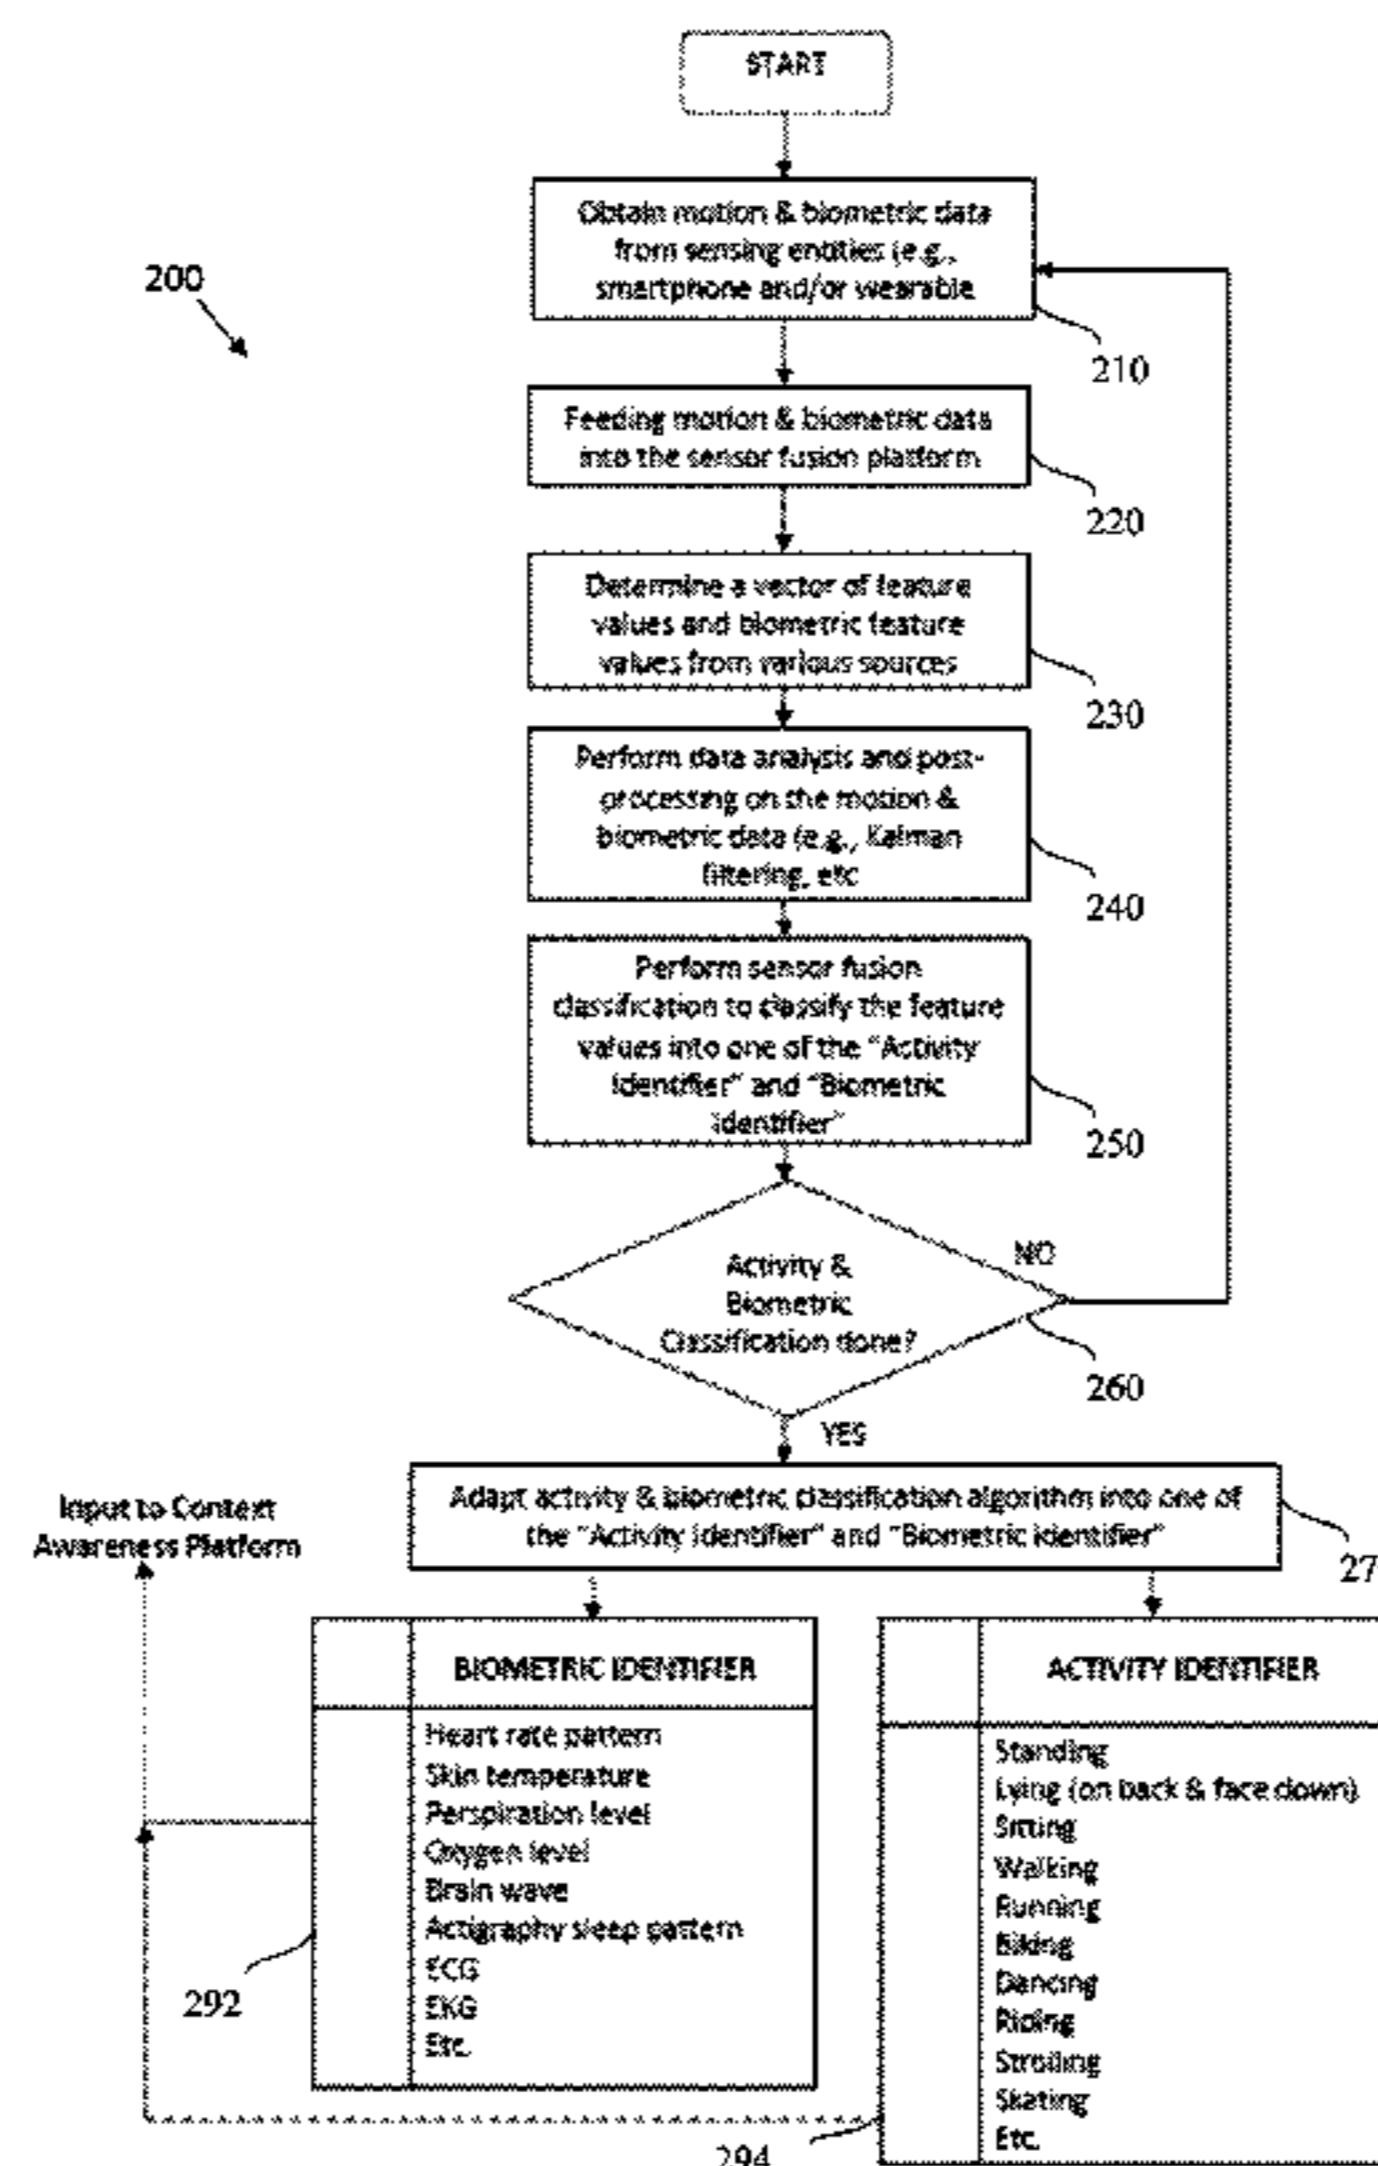 START
Obtain motion & biometric data
from sensing entities (e.g.,
smartphone and/or wearable
200
210
Feeding motion & biometric data
into the sensor fusion platform
220
Determine a vector of feature
values and biometric feature
values from various sources
230
Perform data analysis and post-
processing on the motion &
biometric data (e.g., Kalman
filtering, etc
240
Perform sensor fusion
classification to classify the feature
values into one of the "Activity
Identifier" and "Biometric
identifier"
250
Activity &
Biometric
Classification done?
NO
260
YES
Adapt activity & biometric classification algorithm into one of
the "Activity Identifier" and "Biometric identifier"
27
Input to Context
Awareness Platform
BIOMETRIC IDENTIFIER
Heart rate pattern
Skin temperature
Perspiration level
Oxygen level
Brain wave
Actigraphy sleep pattern
ECG
EKG
Etc.
292
ACTIVITY IDENTIFIER
Standing
Lying (on back & face down)
Sitting
Walking
Running
Biking
Dancing
Riding
Strolling
Skating
Etc.
294